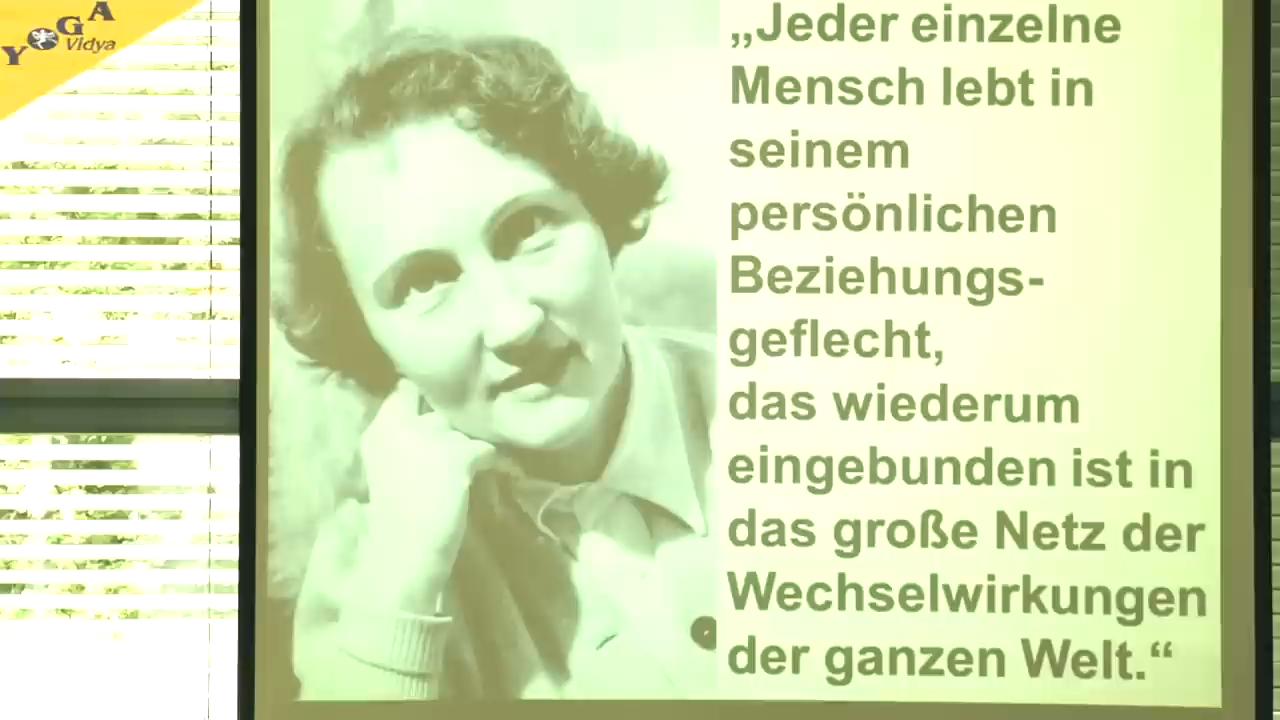 YOGA
Vidya
„Jeder einzelne
Mensch lebt in
seinem
persönlichen
Beziehungs-
geflecht,
das wiederum
eingebunden ist in
das große Netz der
Wechselwirkungen
der ganzen Welt.“